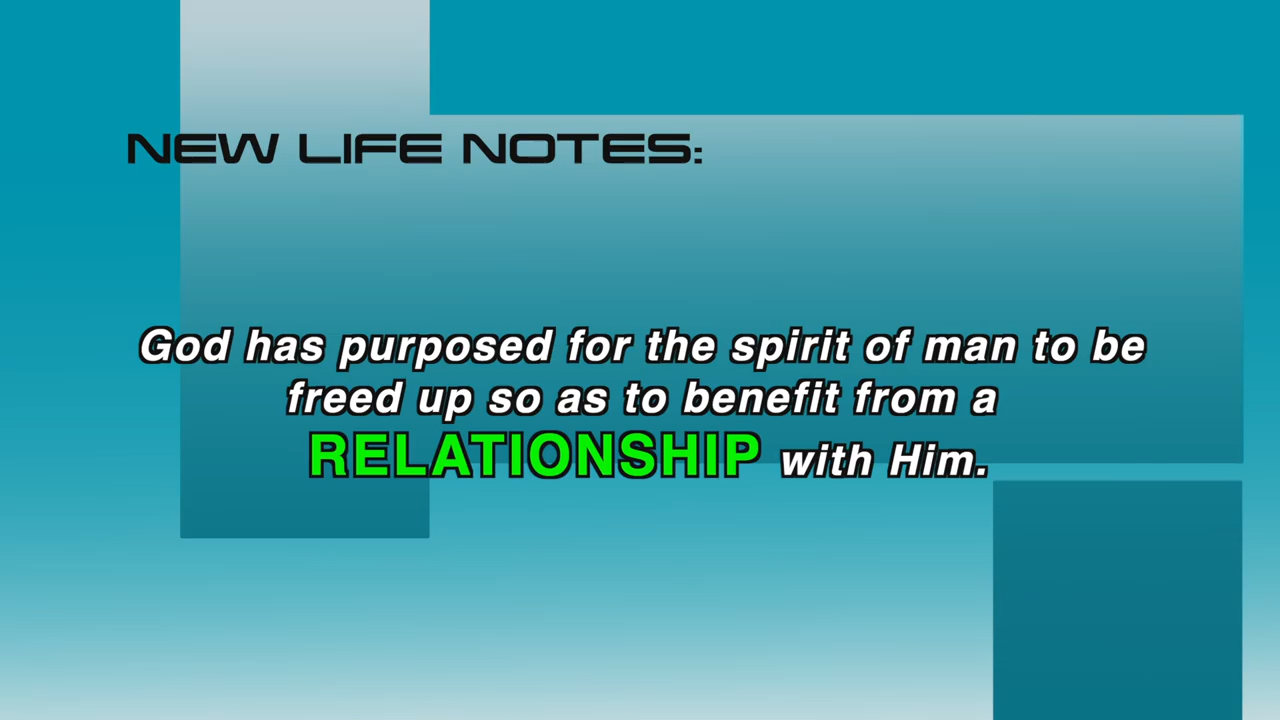 NEW LIFE NOTES:
God has purposed for the spirit of man to be
freed up so as to benefit from a
RELATIONSHIP with Him.